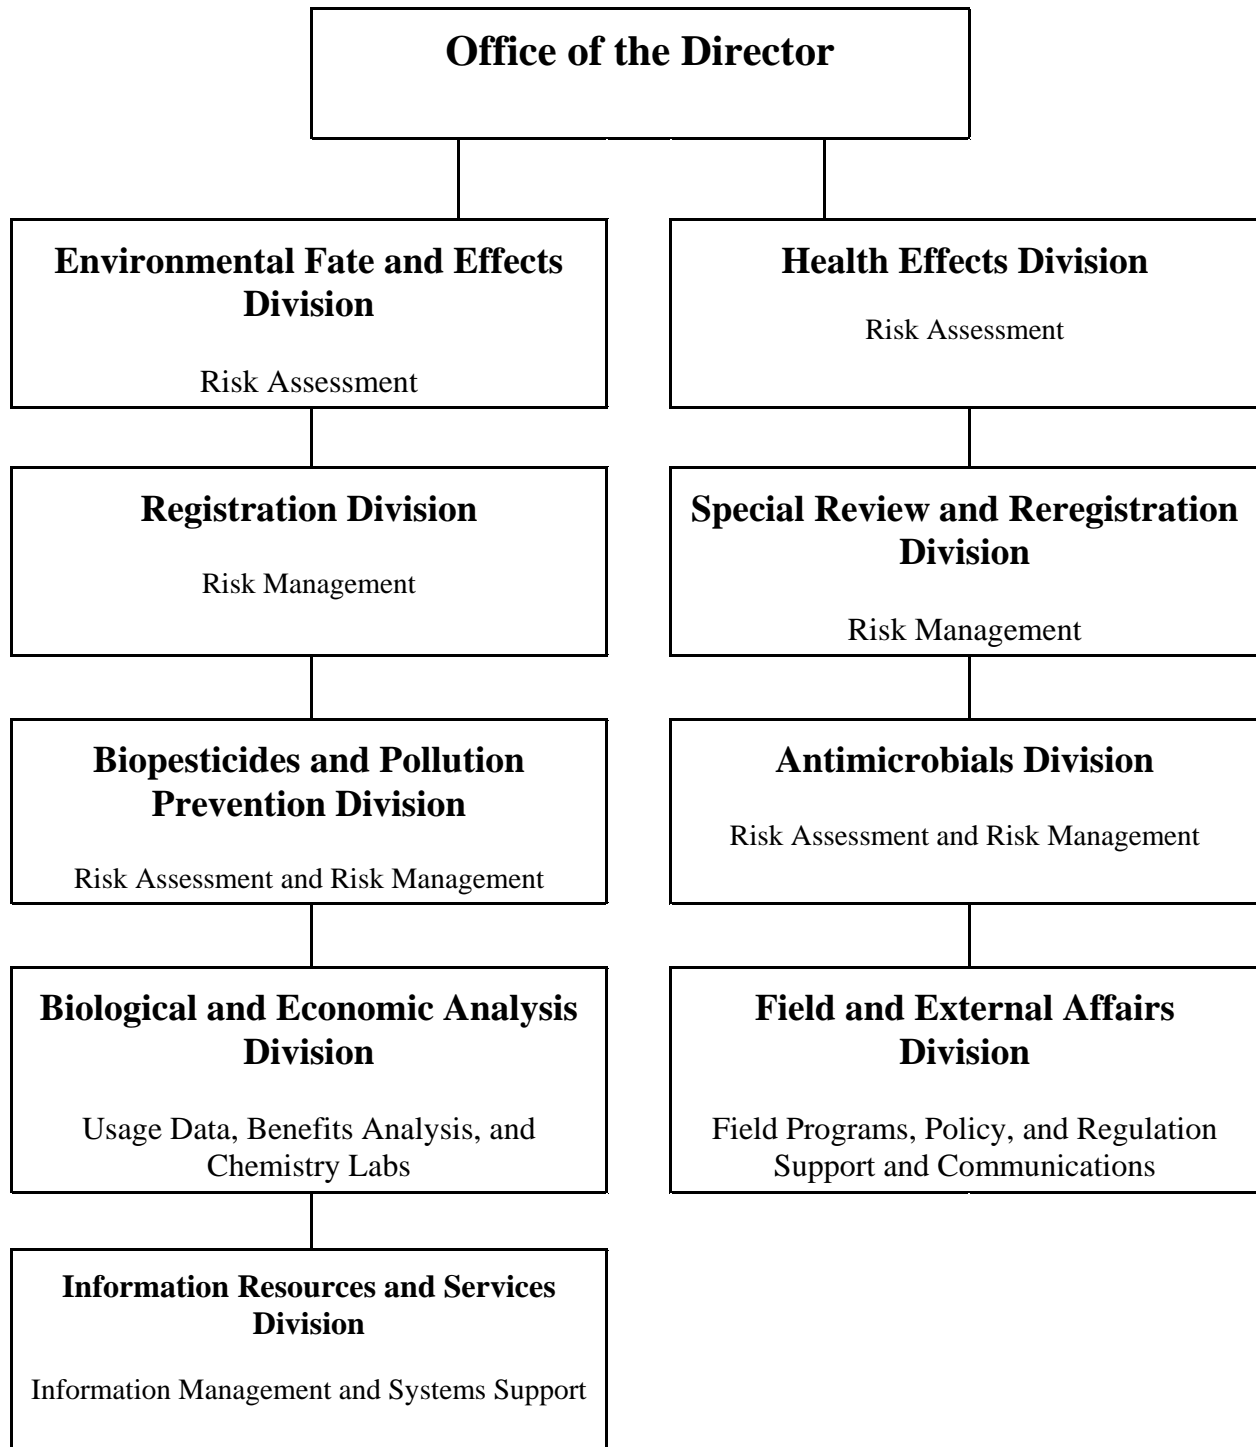 Office of the Director
Environmental Fate and Effects
Division
Risk Assessment
Health Effects Division
Risk Assessment
Registration Division
Risk Management
Special Review and Reregistration
Division
Risk Management
Biopesticides and Pollution
Prevention Division
Risk Assessment and Risk Management
Antimicrobials Division
Risk Assessment and Risk Management
Biological and Economic Analysis
Division
Usage Data, Benefits Analysis, and
Chemistry Labs
Field and External Affairs
Division
Field Programs, Policy, and Regulation
Support and Communications
Information Resources and Services
Division
Information Management and Systems Support